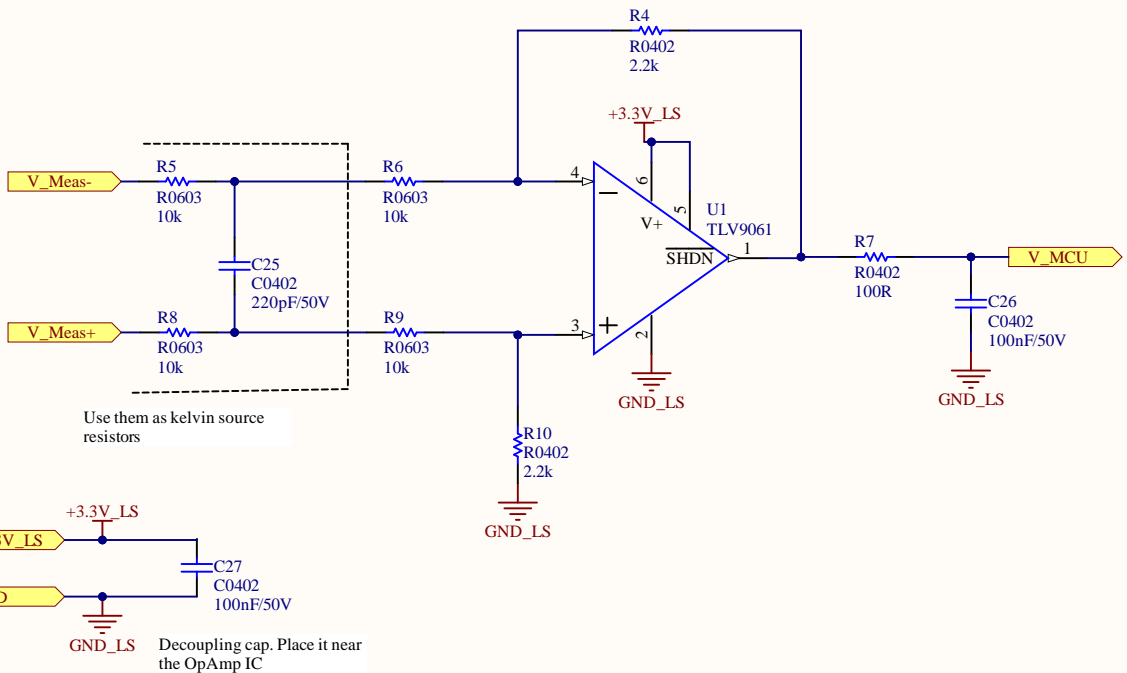 R4
R0402
2.2k
+3.3V_LS
R5
R0603
10k
R6
R0603
10k
V_Meas-
4
6
5
V+
U1
TLV9061
SHDN
1
C25
C0402
220pF/50V
R7
R0402
100R
V_MCU
V_Meas+
R8
R0603
10k
R9
R0603
10k
3
2
C26
C0402
100nF/50V
GND_LS
GND_LS
Use them as kelvin source
resistors
R10
R0402
2.2k
GND_LS
+3.3V_LS
V_LS
C27
C0402
100nF/50V
D
GND_LS
Decoupling cap. Place it near
the OpAmp IC